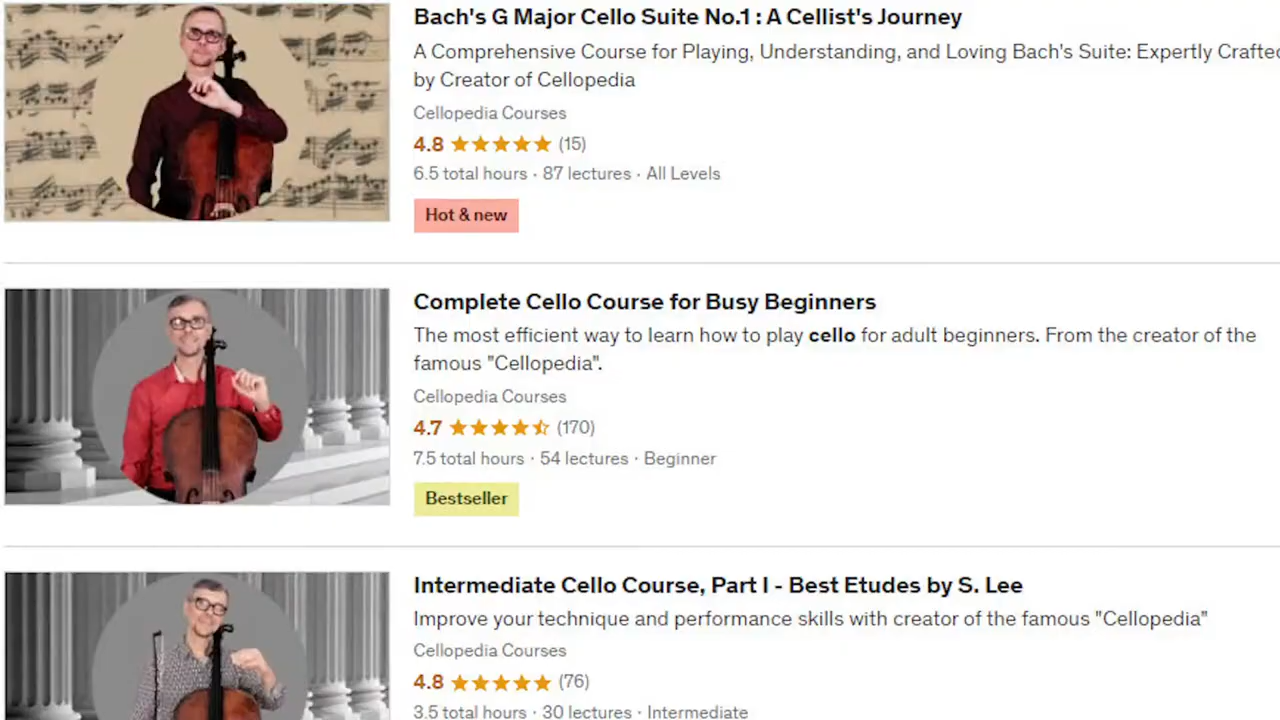 Bach's G Major Cello Suite No.1 : A Cellist's Journey
A Comprehensive Course for Playing, Understanding, and Loving Bach's Suite: Expertly Crafted
by Creator of Cellopedia
Cellopedia Courses
4.8 (15)
6.5 total hours · 87 lectures · All Levels
Hot & new
Complete Cello Course for Busy Beginners
The most efficient way to learn how to play cello for adult beginners. From the creator of the
famous "Cellopedia".
Cellopedia Courses
4.7 (170)
7.5 total hours · 54 lectures · Beginner
Bestseller
Intermediate Cello Course, Part I - Best Etudes by S. Lee
Improve your technique and performance skills with creator of the famous "Cellopedia"
Cellopedia Courses
4.8 (76)
3.5 total hours · 30 lectures · Intermediate